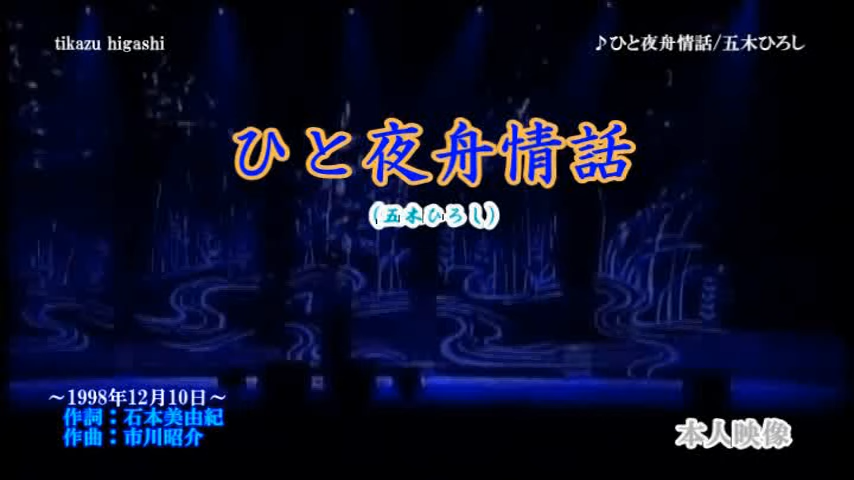 tikazu higashi
♪ひと夜舟情話/五木ひろし
ひと夜舟情話
(五木ひろし)
～1998年12月10日～
作詞：石本美由紀
作曲：市川昭介
本人映像